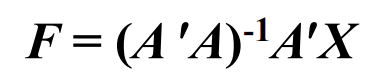 F = (A'A)⁻¹A'X